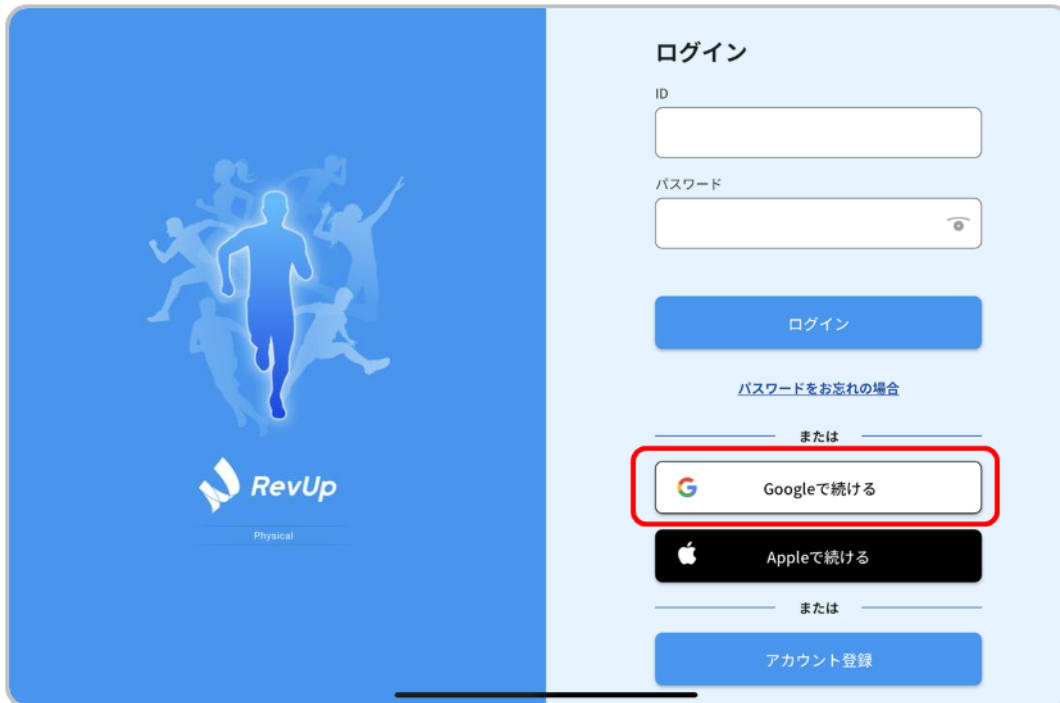 RevUp
Physical
ログイン
ID
パスワード
ログイン
パスワードをお忘れの場合
または
Googleで続ける
Appleで続ける
または
アカウント登録